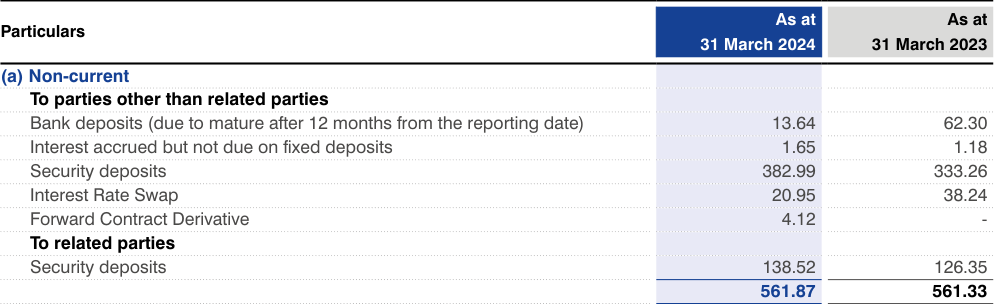 Particulars As at 31 March 2024 As at 31 March 2023
(a) Non-current
To parties other than related parties
Bank deposits (due to mature after 12 months from the reporting date) 13.64 62.30
Interest accrued but not due on fixed deposits 1.65 1.18
Security deposits 382.99 333.26
Interest Rate Swap 20.95 38.24
Forward Contract Derivative 4.12 -
To related parties
Security deposits 138.52 126.35
561.87 561.33